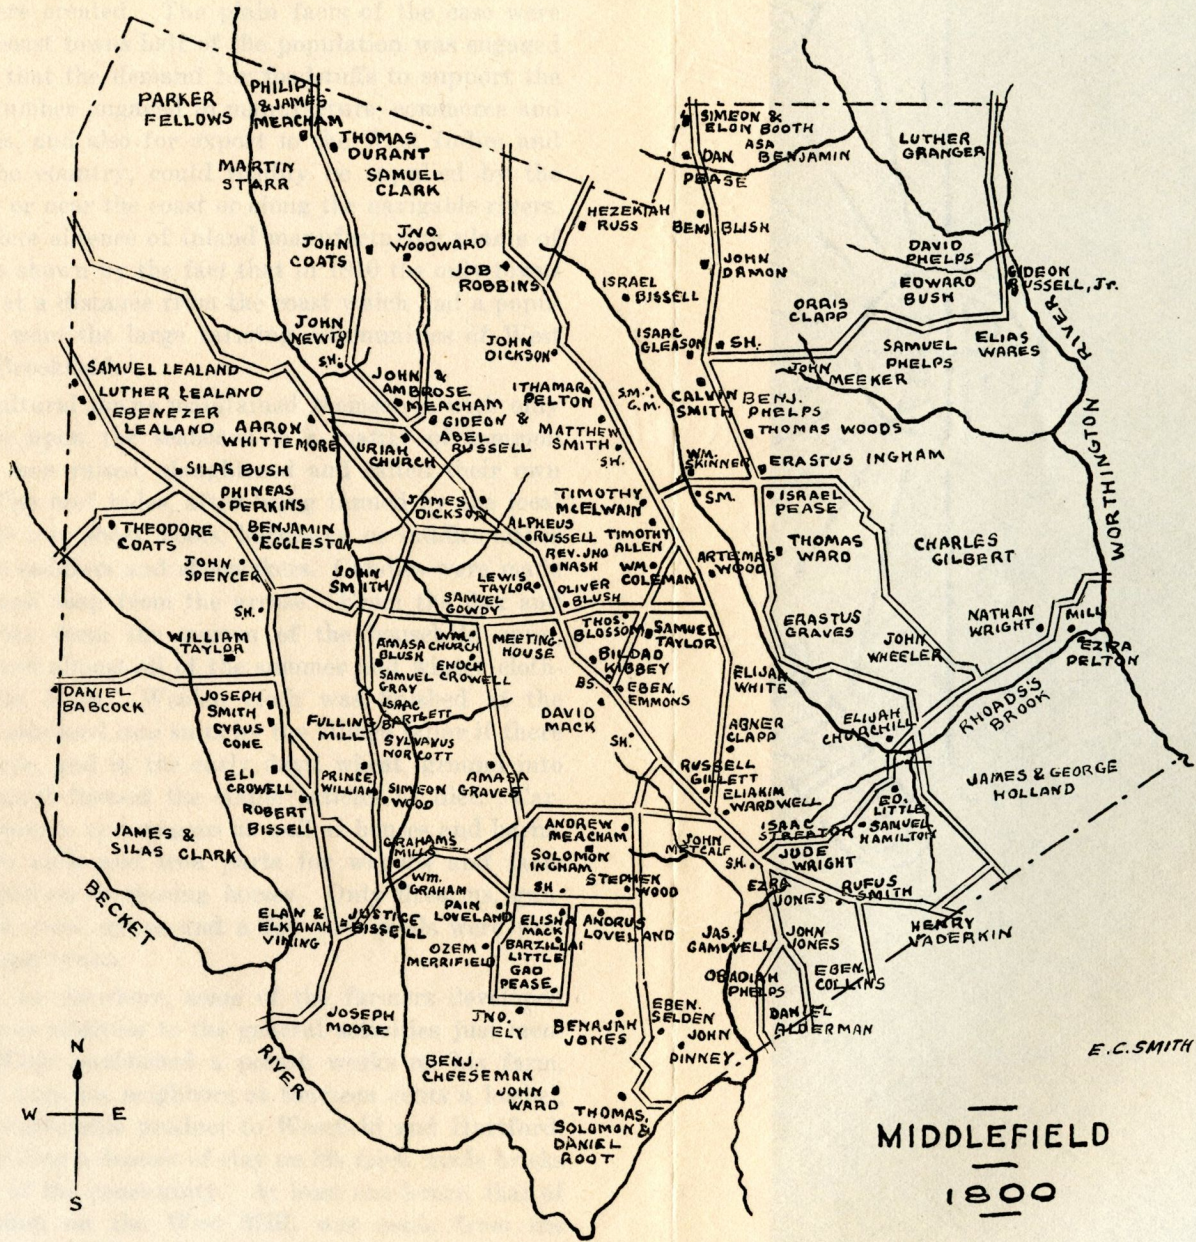 PARKER
FELLOWS
PHILIP
& JAMES
MEACHAM
THOMAS
DURANT
MARTIN
STARR
SAMUEL
CLARK
JOHN
COATS
JNO.
WOODWARD
JOB
ROBBINS
HEZEKIAH
RUSS
SIMEON &
ELON BOOTH
ASA
BENJAMIN
DAN
PEASE
LUTHER
GRANGER
BENJ. BLISH
JOHN
DAMON
ISRAEL
BISSELL
DAVID
PHELPS
EDWARD
BUSH
GIDEON
RUSSELL, Jr.
ORRIS
CLAPP
ISAAC
GLEASON
SH.
SAMUEL
PHELPS
ELIAS
WARES
JOHN
MEEKER
WORTHINGTON RIVER
JOHN
NEWTON
S.H.
JOHN
DICKSON
SAMUEL LEALAND
LUTHER LEALAND
EBENEZER
LEALAND
AARON
WHITTEMORE
JOHN &
AMBROSE
MEACHAM
GIDEON &
ABEL
RUSSELL
URIAH
CHURCH
ITHAMAR
PELTON
MATTHEW
SMITH
SH.
S.M.
G.M.
CALVIN
SMITH
BENJ.
PHELPS
THOMAS WOODS
WM.
SKINNER
ERASTUS INGHAM
S.M.
ISRAEL
PEASE
SILAS BUSH
PHINEAS
PERKINS
THEODORE
COATS
BENJAMIN
EGGLESTON
JOHN
SPENCER
SH.
JAMES
DICKSON
TIMOTHY
McELWAIN
ALPHEUS
RUSSELL
TIMOTHY
ALLEN
REV. JNO
NASH
WM.
COLEMAN
ARTEMAS
WOOD
THOMAS
WARD
CHARLES
GILBERT
JOHN
SMITH
LEWIS
TAYLOR
OLIVER
BLUSH
SAMUEL
GOWDY
WILLIAM
TAYLOR
AMASA
BLUSH
WM.
CHURCH
ENOCH
CROWELL
MEETING-
HOUSE
THOS.
BLOSSOM
SAMUEL
TAYLOR
BILDAD
KIBBEY
BS.
EBEN.
EMMONS
ERASTUS
GRAVES
NATHAN
WRIGHT
MILL
EZRA
PELTON
JOHN
WHEELER
ELIJAH
WHITE
DANIEL
BABCOCK
SAMUEL
GRAY
ISAAC
BARTLETT
FULLING
MILL
SYLVANUS
NORCOTT
DAVID
MACK
SH.
JOSEPH
SMITH
CYRUS
CONE
ELI
CROWELL
ROBERT
BISSELL
PRINCE
WILLIAM
SIMEON
WOOD
AMASA
GRAVES
ABNER
CLAPP
RUSSELL
GILLETT
ELIAKIM
WARDWELL
ELIJAH
CHURCHILL
RHOADS'S
BROOK
JAMES & GEORGE
HOLLAND
ED.
LITTLE
SAMUEL
HAMILTON
ISAAC
STREATOR
JUDE
WRIGHT
JOHN
METCALF
S.H.
JAMES &
SILAS CLARK
GRAHAM'S
MILLS
WM.
GRAHAM
ANDREW
MEACHAM
SOLOMON
INGHAM
S.H.
STEPHEN
WOOD
EZRA
JONES
RUFUS
SMITH
HENRY
VADERKIN
PAIN
LOVELAND
ELISHA
MACK
BARZILLAI
LITTLE
GAD
PEASE
ANDRUS
LOVELAND
ELAN &
ELKANAH
VINING
JUSTICE
BISSELL
OZEM
MERRIFIELD
JAS.
GAMWELL
JOHN
JONES
OBADIAH
PHELPS
EBEN.
COLLINS
DANIEL
ALDERMAN
BECKET
RIVER
JOSEPH
MOORE
JNO.
ELY
BENAJAH
JONES
EBEN.
SELDEN
JOHN
PINNEY
BENJ.
CHEESEMAN
JOHN
WARD
THOMAS,
SOLOMON &
DANIEL
ROOT
N
W E
S
E.C. SMITH
MIDDLEFIELD
1800